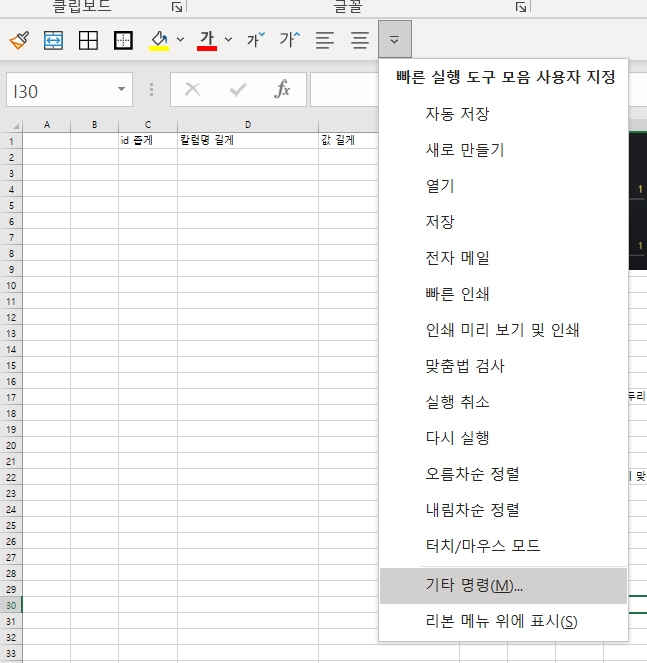 클립보드 글꼴
가 가ˇ 가^
I30 fx
빠른 실행 도구 모음 사용자 지정
자동 저장
새로 만들기
열기
저장
전자 메일
빠른 인쇄
인쇄 미리 보기 및 인쇄
맞춤법 검사
실행 취소
다시 실행
오름차순 정렬
내림차순 정렬
터치/마우스 모드
기타 명령(M)...
리본 메뉴 위에 표시(S)
A B C D
1 id 좁게 칼럼명 길게 값 길게
2
3
4 1
5
6
7
8 1
9
10
11
12
13
14
15
16
17 두리
18
19
20
21
22 맞
23
24
25
26
27
28
29
30
31
32
33